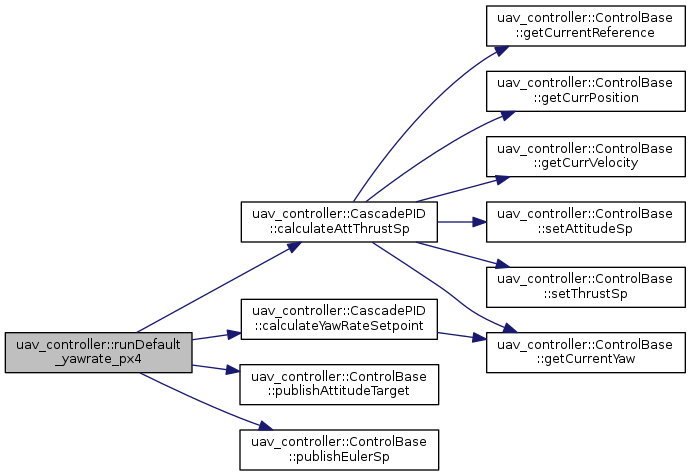 uav_controller::ControlBase
::getCurrentReference
uav_controller::ControlBase
::getCurrPosition
uav_controller::ControlBase
::getCurrVelocity
uav_controller::CascadePID
::calculateAttThrustSp
uav_controller::ControlBase
::setAttitudeSp
uav_controller::ControlBase
::setThrustSp
uav_controller::CascadePID
::calculateYawRateSetpoint
uav_controller::runDefault
_yawrate_px4
uav_controller::ControlBase
::getCurrentYaw
uav_controller::ControlBase
::publishAttitudeTarget
uav_controller::ControlBase
::publishEulerSp